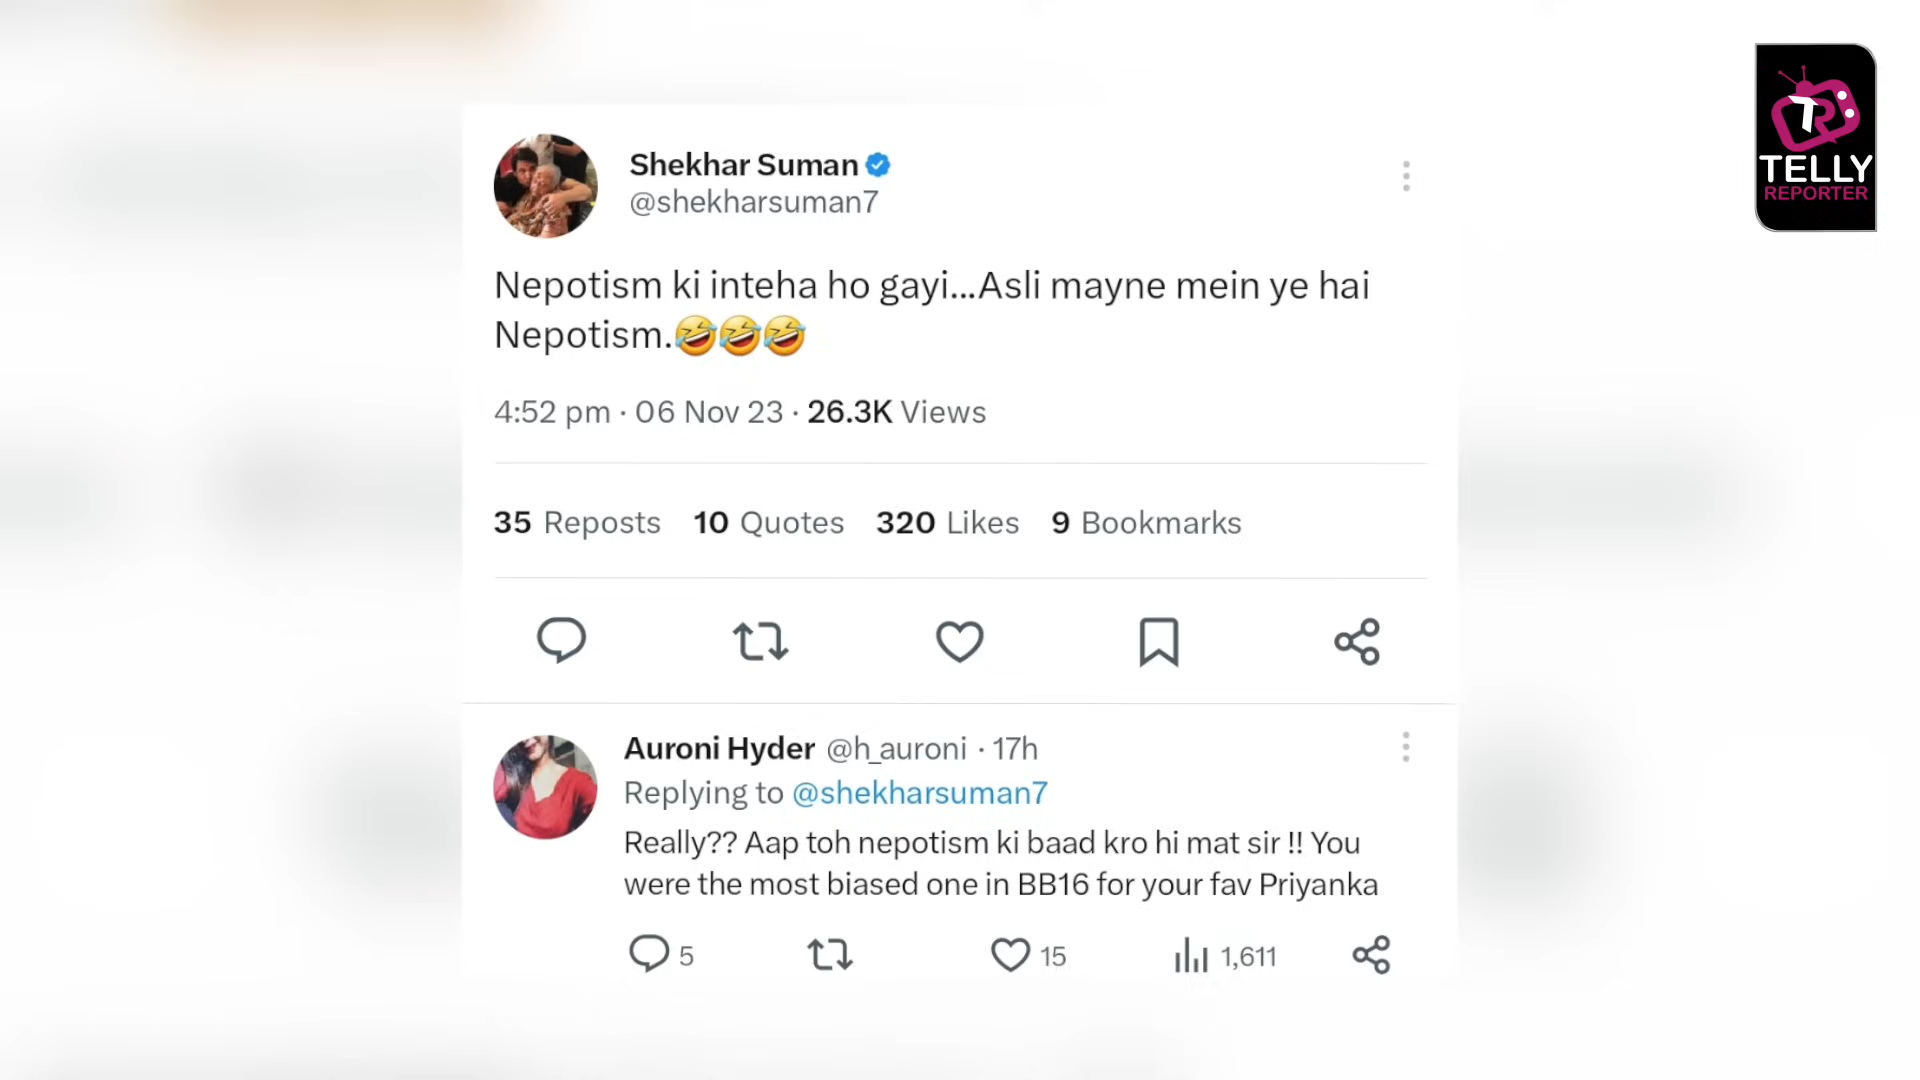 TELLY
REPORTER
Shekhar Suman
@shekharsuman7
Nepotism ki inteha ho gayi...Asli mayne mein ye hai
Nepotism.🤣🤣🤣
4:52 pm · 06 Nov 23 · 26.3K Views
35 Reposts 10 Quotes 320 Likes 9 Bookmarks
Auroni Hyder @h_auroni · 17h
Replying to @shekharsuman7
Really?? Aap toh nepotism ki baad kro hi mat sir !! You
were the most biased one in BB16 for your fav Priyanka
5 15 1,611